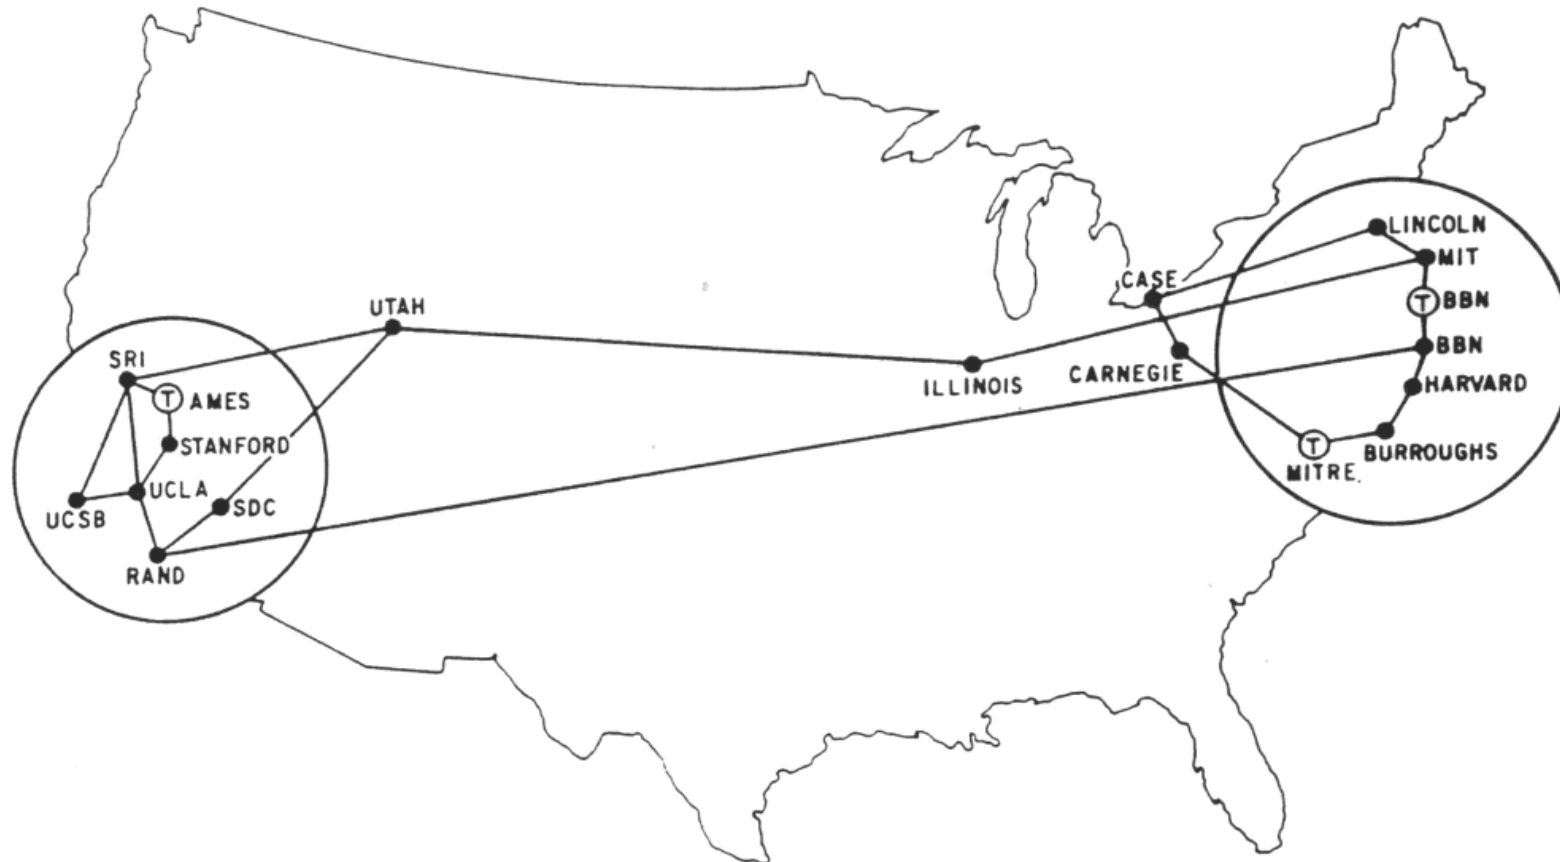 LINCOLN
MIT
T BBN
BBN
HARVARD
BURROUGHS
T
MITRE.
CASE
CARNEGIE
ILLINOIS
UTAH
SRI
T AMES
STANFORD
UCLA
SDC
UCSB
RAND